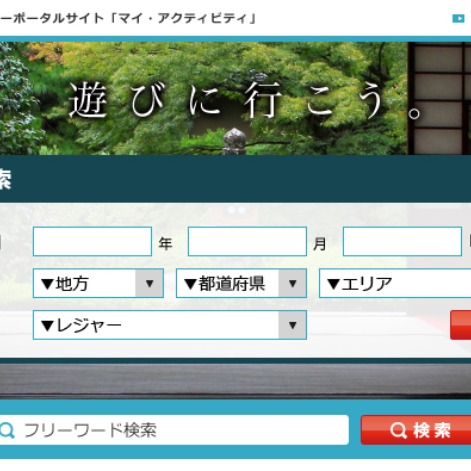 ーポータルサイト「マイ・アクティビティ」
遊びに行こう。
索
年 月
▼地方 ▼ ▼都道府県 ▼ ▼エリア
▼レジャー ▼
フリーワード検索 検索